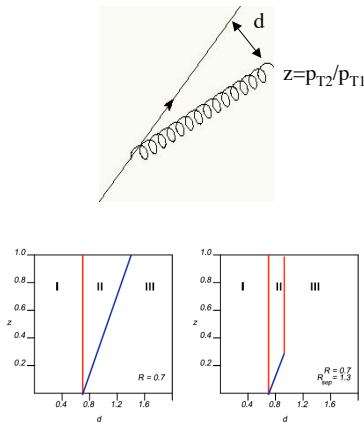 d
z=p_T2/p_T1
1.0
0.8
0.6
0.4
0.2
z
I
II
III
R = 0.7
0.4
0.8
1.2
1.6
d
1.0
0.8
0.6
0.4
0.2
z
I
II
III
R = 0.7
R_sep = 1.3
0.4
0.8
1.2
1.6
d